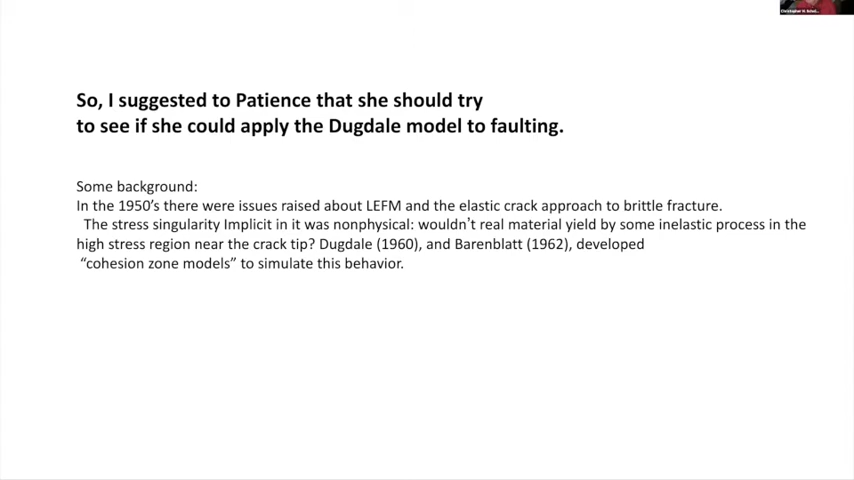 So, I suggested to Patience that she should try
to see if she could apply the Dugdale model to faulting.
Some background:
In the 1950's there were issues raised about LEFM and the elastic crack approach to brittle fracture.
The stress singularity Implicit in it was nonphysical: wouldn't real material yield by some inelastic process in the
high stress region near the crack tip? Dugdale (1960), and Barenblatt (1962), developed
“cohesion zone models” to simulate this behavior.